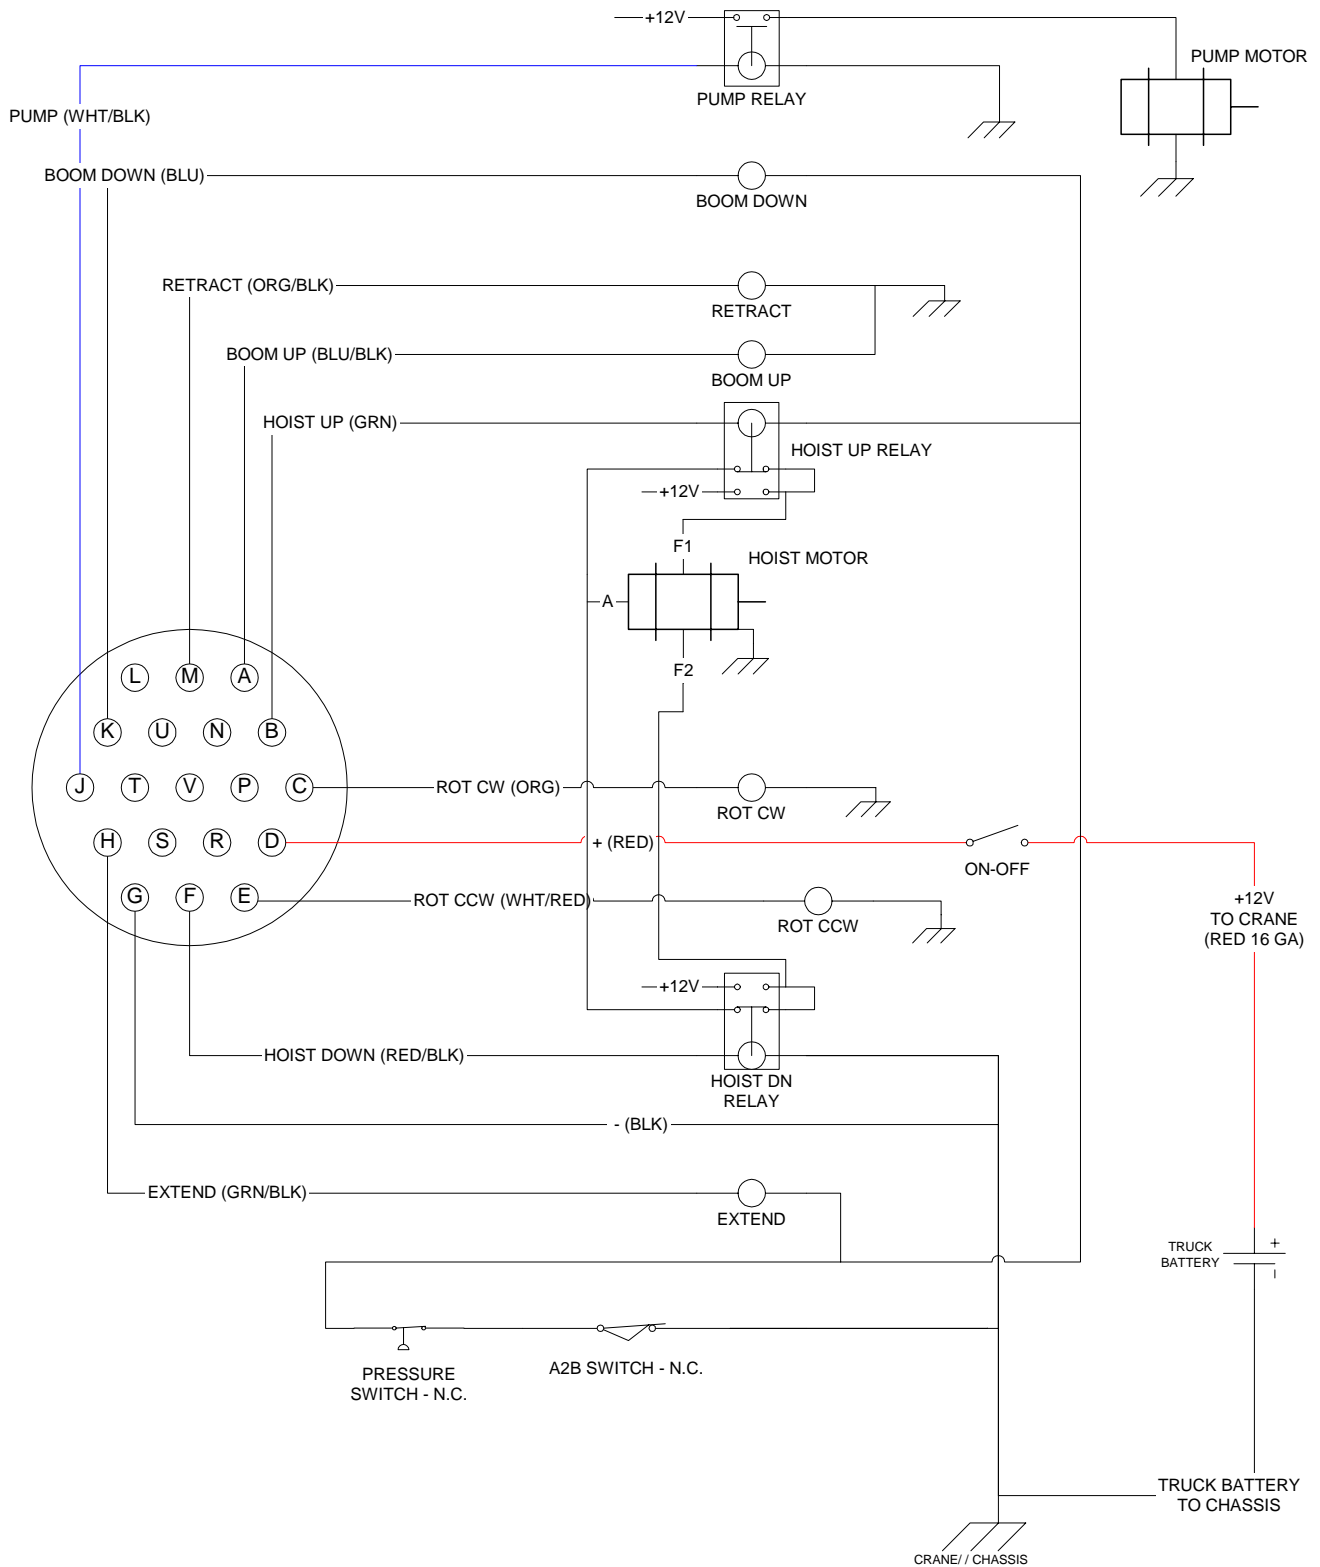 +12V
PUMP MOTOR
PUMP RELAY
PUMP (WHT/BLK)
BOOM DOWN (BLU)
BOOM DOWN
RETRACT (ORG/BLK)
RETRACT
BOOM UP (BLU/BLK)
BOOM UP
HOIST UP (GRN)
HOIST UP RELAY
+12V
F1
HOIST MOTOR
A
F2
L M A
K U N B
J T V P C
H S R D
G F E
ROT CW (ORG)
ROT CW
+ (RED)
ON-OFF
ROT CCW (WHT/RED)
ROT CCW
+12V
TO CRANE
(RED 16 GA)
+12V
HOIST DOWN (RED/BLK)
HOIST DN
RELAY
- (BLK)
EXTEND (GRN/BLK)
EXTEND
TRUCK
BATTERY
+
-
PRESSURE
SWITCH - N.C.
A2B SWITCH - N.C.
TRUCK BATTERY
TO CHASSIS
CRANE/ / CHASSIS